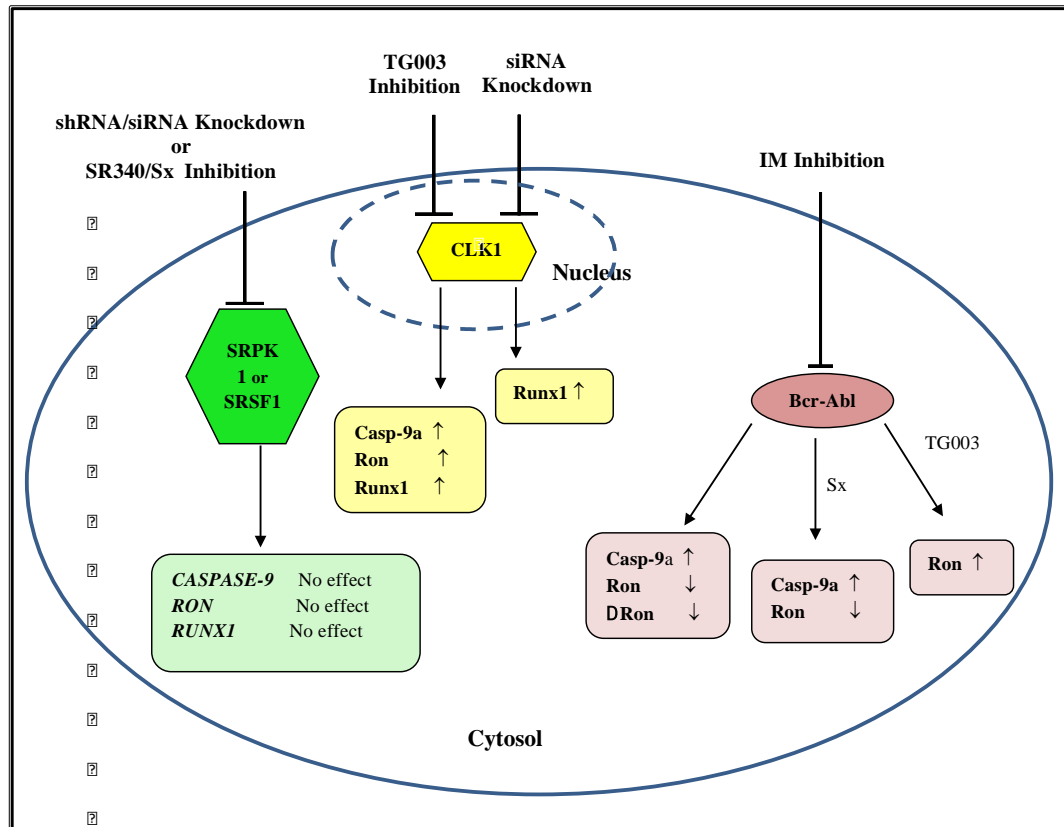 TG003
Inhibition
siRNA
Knockdown
shRNA/siRNA Knockdown
or
SR340/Sx Inhibition
IM Inhibition
CLK1
Nucleus
SRPK
1 or
SRSF1
Runx1 ↑
Casp-9a ↑
Ron ↑
Runx1 ↑
Bcr-Abl
TG003
Sx
CASPASE-9 No effect
RON No effect
RUNX1 No effect
Casp-9a ↑
Ron ↓
DRon ↓
Casp-9a ↑
Ron ↓
Ron ↑
Cytosol